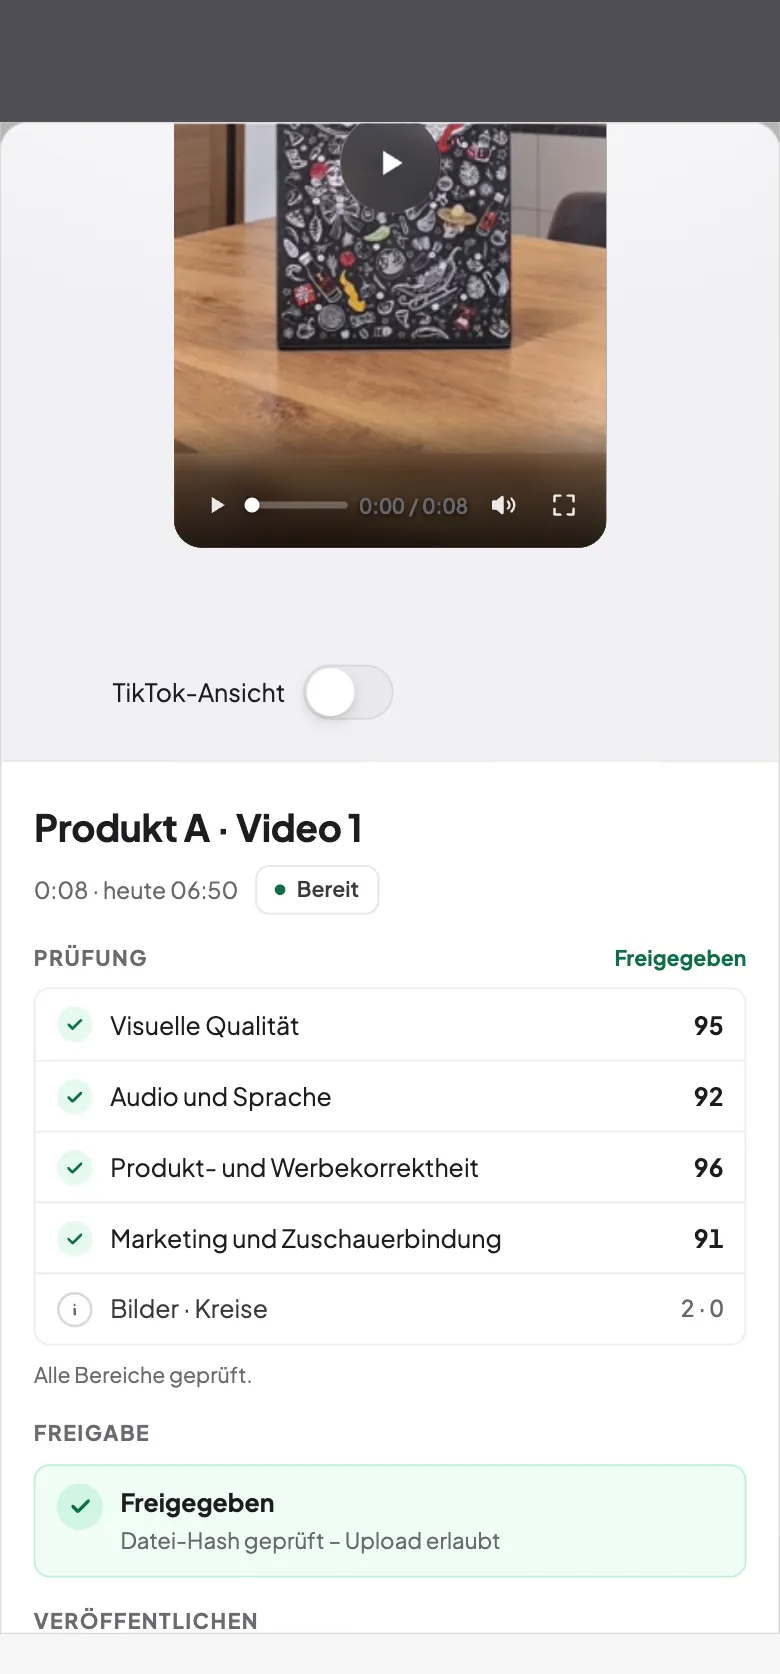 0:00 / 0:08
TikTok-Ansicht
Produkt A · Video 1
0:08 · heute 06:50 Bereit
PRÜFUNG Freigegeben
Visuelle Qualität 95
Audio und Sprache 92
Produkt- und Werbekorrektheit 96
Marketing und Zuschauerbindung 91
Bilder · Kreise 2 · 0
Alle Bereiche geprüft.
FREIGABE
Freigegeben
Datei-Hash geprüft – Upload erlaubt
VERÖFFENTLICHEN